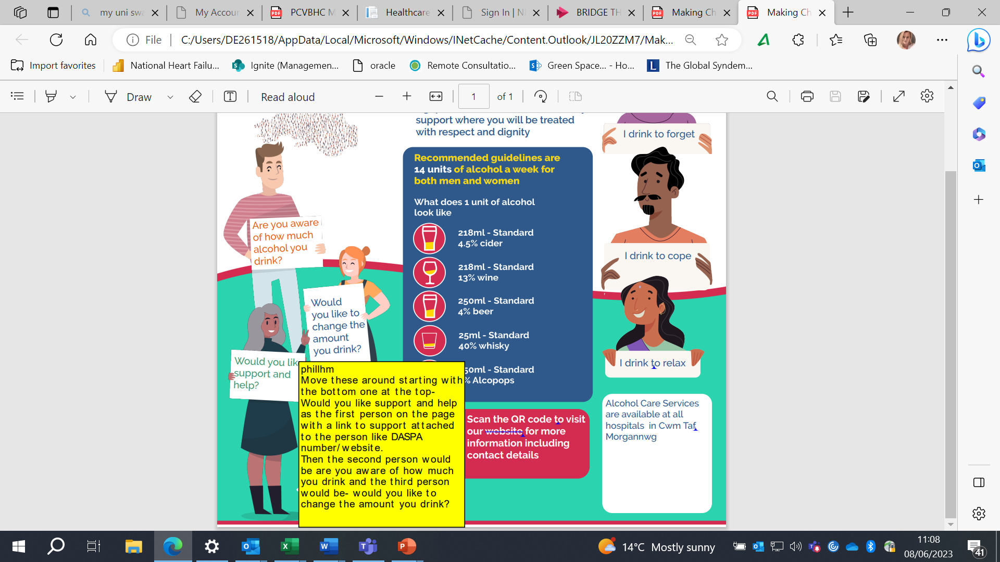 my uni swa
My Accoun
PCVBHC M
Healthcare
Sign In | NI
BRIDGE TH
Making Ch
Making Ch
File
C:/Users/DE261518/AppData/Local/Microsoft/Windows/INetCache/Content.Outlook/JL20ZZM7/Mak...
Import favorites
National Heart Failu...
Ignite (Managemen...
oracle
Remote Consultatio...
Green Space... - Ho...
The Global Syndem...
Draw
Read aloud
1
of 1
support where you will be treated
with respect and dignity
Are you aware
of how much
alcohol you
drink?
Would
you like to
change the
amount
you drink?
Would you lik
support and
help?
Recommended guidelines are
14 units of alcohol a week for
both men and women
What does 1 unit of alcohol
look like
218ml - Standard
4.5% cider
218ml - Standard
13% wine
250ml - Standard
4% beer
25ml - Standard
40% whisky
50ml - Standard
% Alcopops
phillhm
Move these around starting with
the bottom one at the top-
Would you like support and help
as the first person on the page
with a link to support attached
to the person like DASPA
number/website.
Then the second person would
be are you aware of how much
you drink and the third person
would be- would you like to
change the amount you drink?
Scan the QR code to visit
our website for more
information including
contact details
I drink to forget
I drink to cope
I drink to relax
Alcohol Care Services
are available at all
hospitals in Cwm Taf
Morgannwg
14°C Mostly sunny
11:08
08/06/2023
41